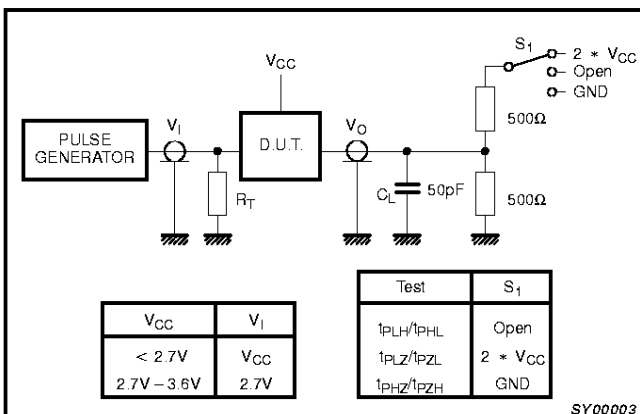 S1
2 * VCC
Open
GND
VCC
500Ω
PULSE
GENERATOR
VI
D.U.T.
VO
RT
CL
50pF
500Ω
VCC VI
< 2.7V VCC
2.7V – 3.6V 2.7V
Test S1
tPLH/tPHL Open
tPLZ/tPZL 2 * VCC
tPHZ/tPZH GND
SY00003